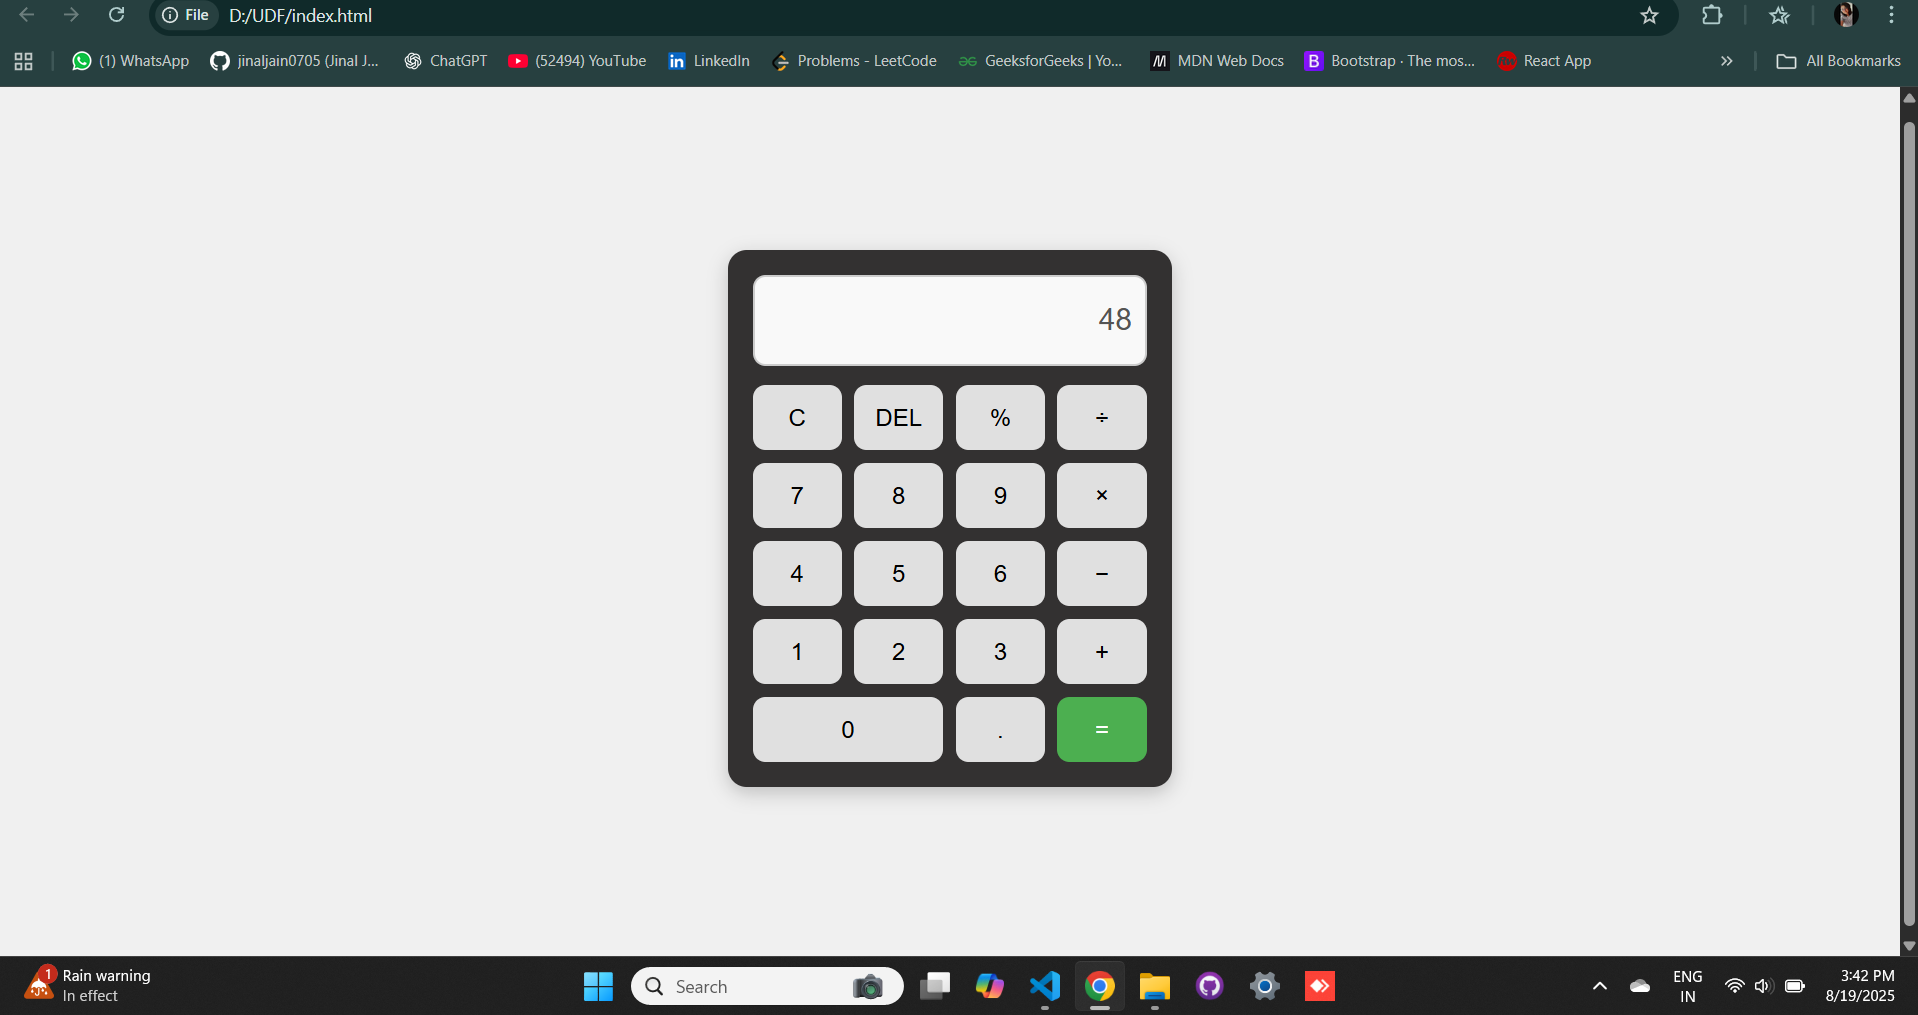 File D:/UDF/index.html
(1) WhatsApp jinaljain0705 (Jinal J... ChatGPT (52494) YouTube LinkedIn Problems - LeetCode GeeksforGeeks | Yo... MDN Web Docs Bootstrap · The mos... React App » All Bookmarks
48
C DEL % ÷
7 8 9 ×
4 5 6 −
1 2 3 +
0 . =
1 Rain warning
In effect
Search
ENG
IN
3:42 PM
8/19/2025